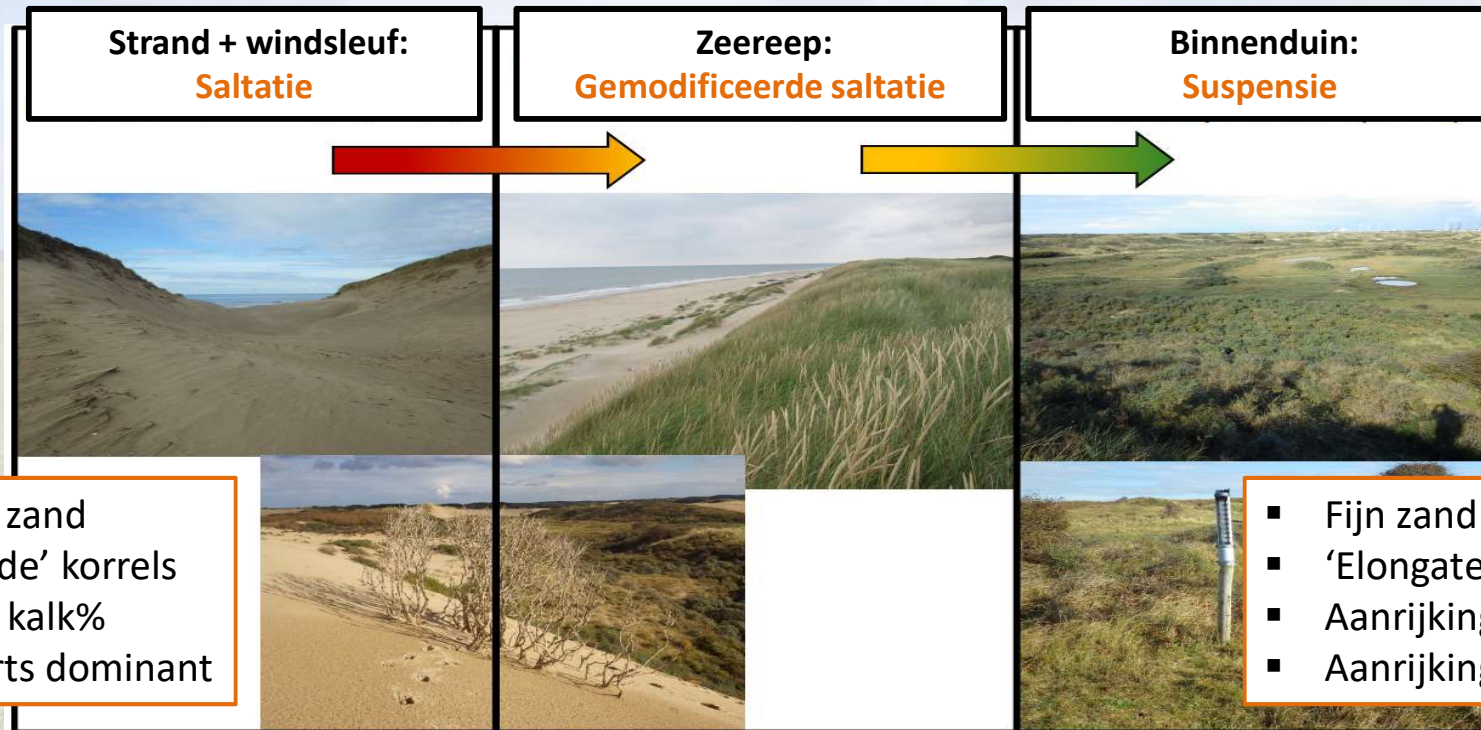 Strand + windsleuf:
Saltatie
Zeereep:
Gemodificeerde saltatie
Binnenduin:
Suspensie
zand
de’ korrels
kalk%
rts dominant
▪ Fijn zand
▪ ‘Elongate
▪ Aanrijking
▪ Aanrijking